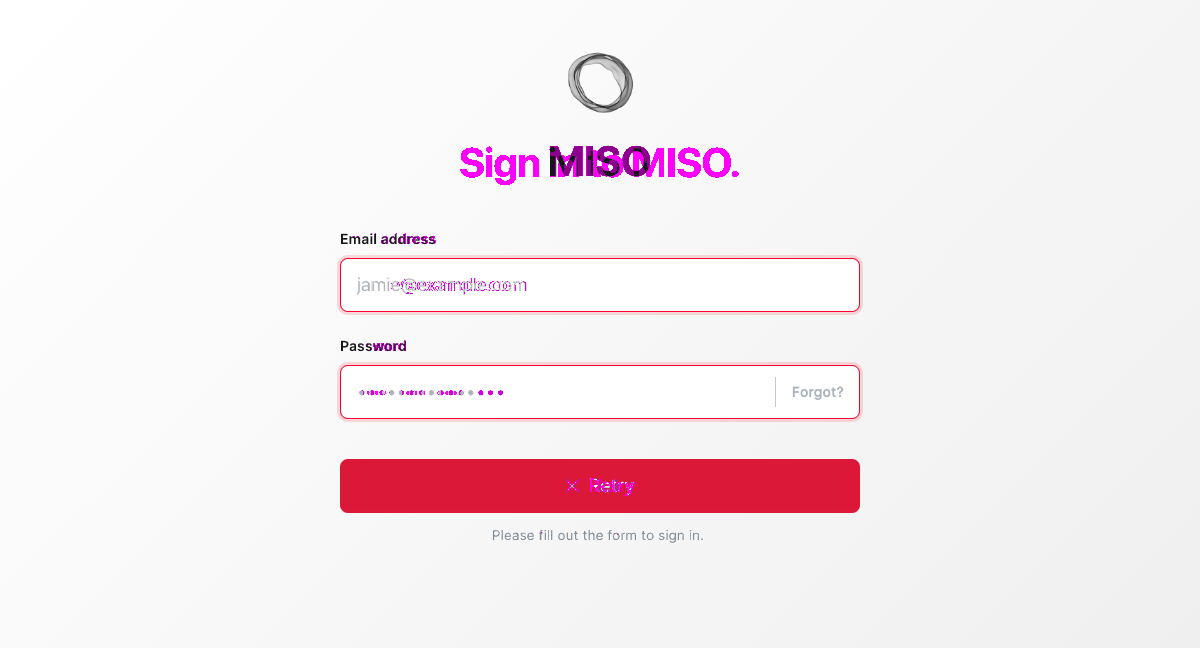 Sign MISO MISO.
Email address
jamie@example.com
Password
Forgot?
Retry
Please fill out the form to sign in.